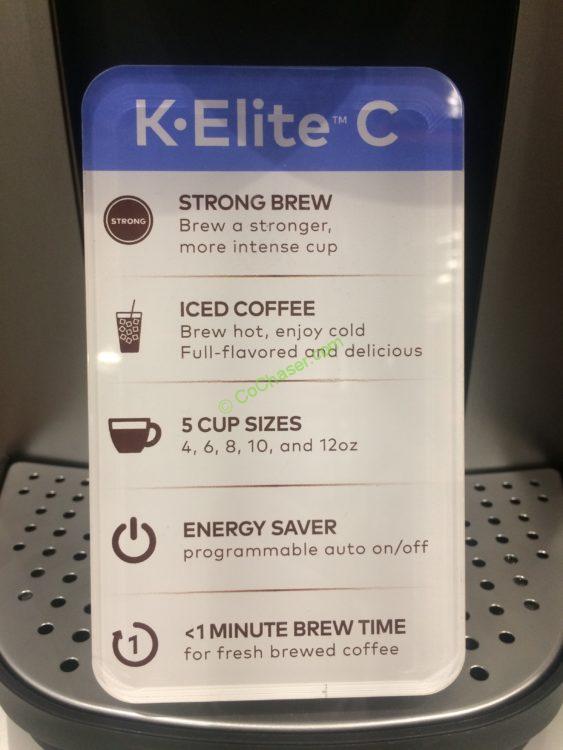 K•Elite™ C
STRONG
STRONG BREW
Brew a stronger,
more intense cup
ICED COFFEE
Brew hot, enjoy cold
Full-flavored and delicious
© CoChaser.com
5 CUP SIZES
4, 6, 8, 10, and 12oz
ENERGY SAVER
programmable auto on/off
1
<1 MINUTE BREW TIME
for fresh brewed coffee